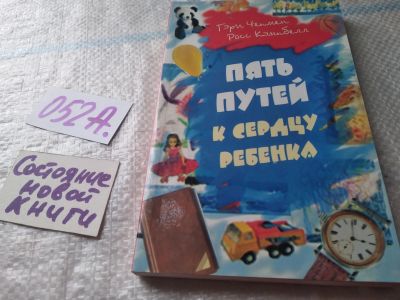 Гэри Чепмен
Росс Кэмпбелл
ПЯТЬ
ПУТЕЙ
К СЕРДЦУ
РЕБЕНКА
052А.
Состояние
новой
книги